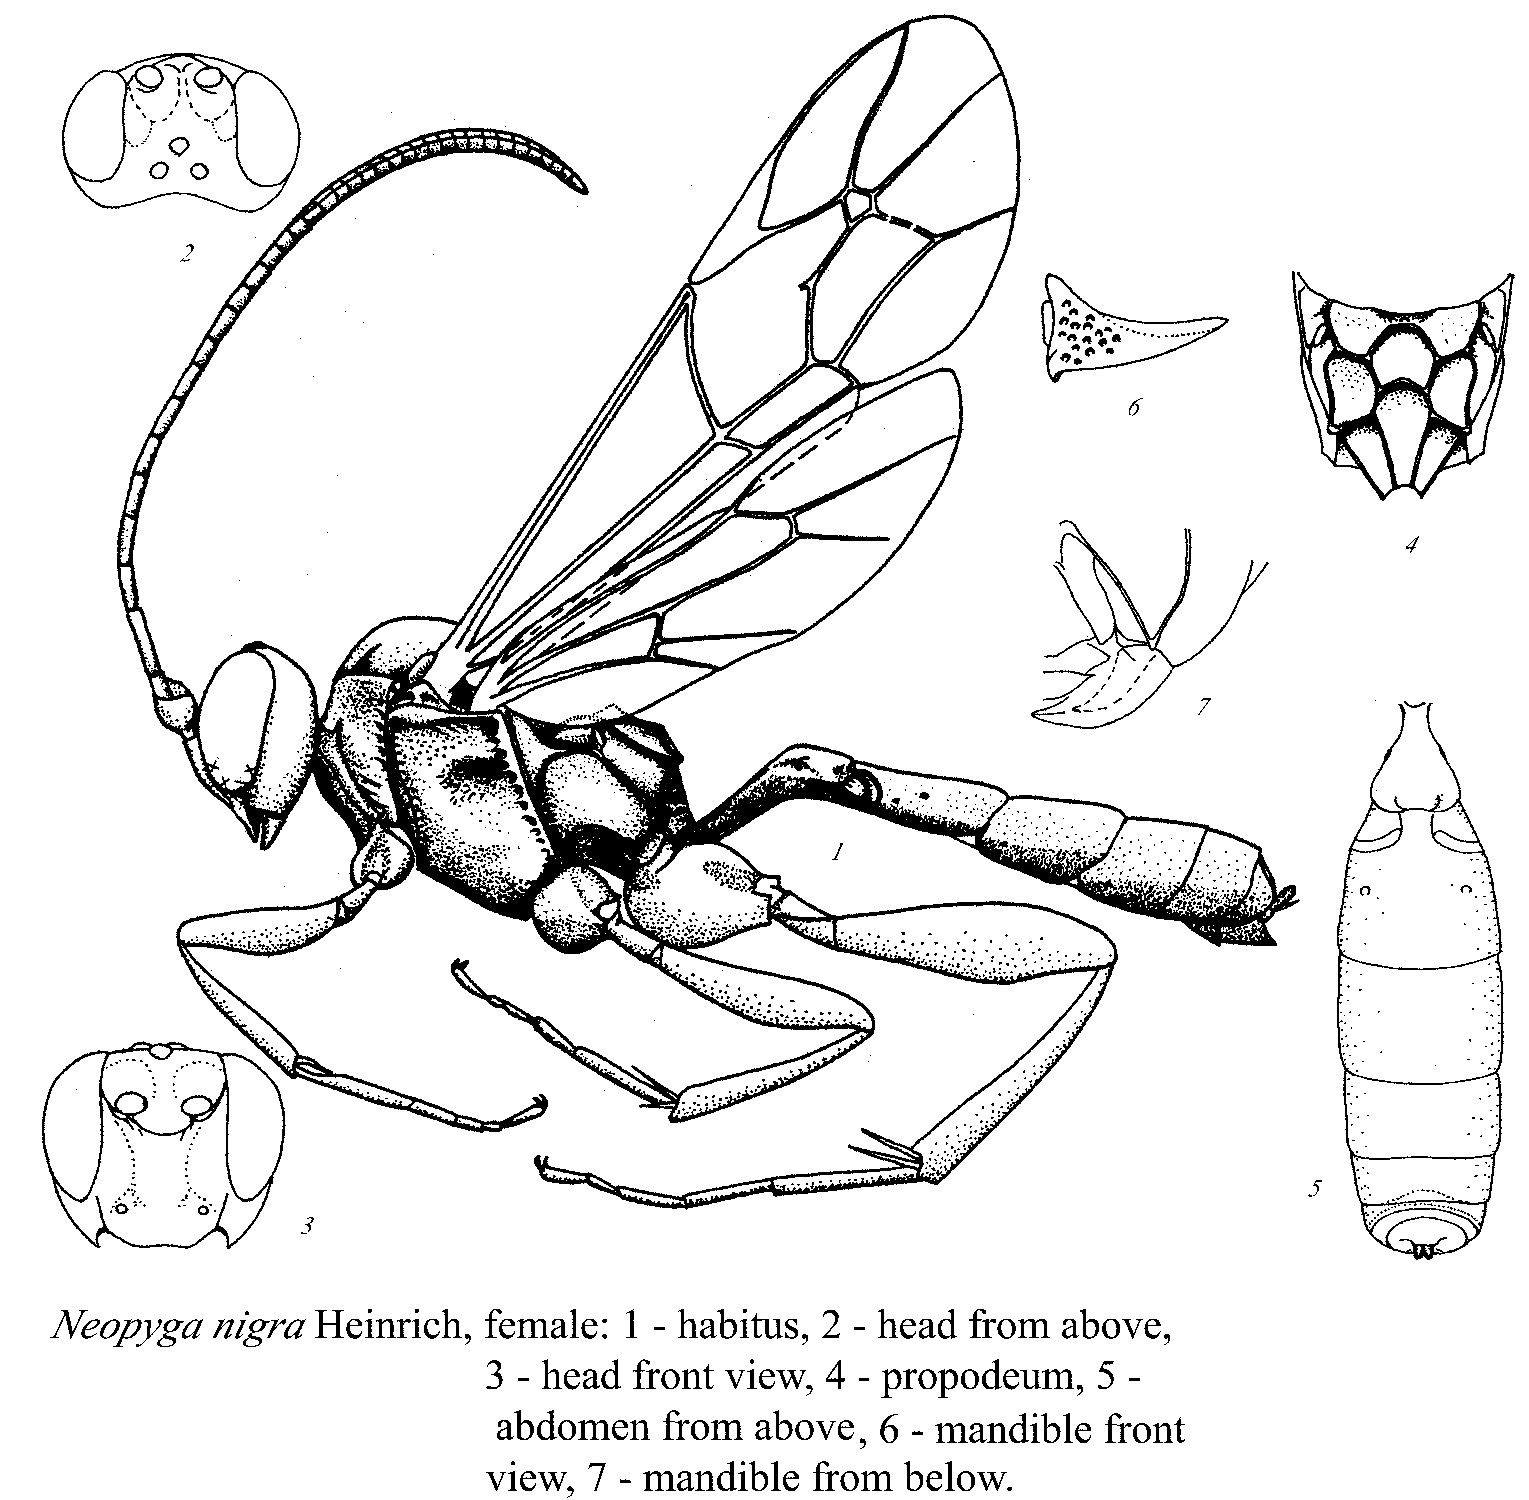 2
6
4
7
1
5
3
Neopyga nigra Heinrich, female: 1 - habitus, 2 - head from above,
3 - head front view, 4 - propodeum, 5 -
abdomen from above, 6 - mandible front
view, 7 - mandible from below.